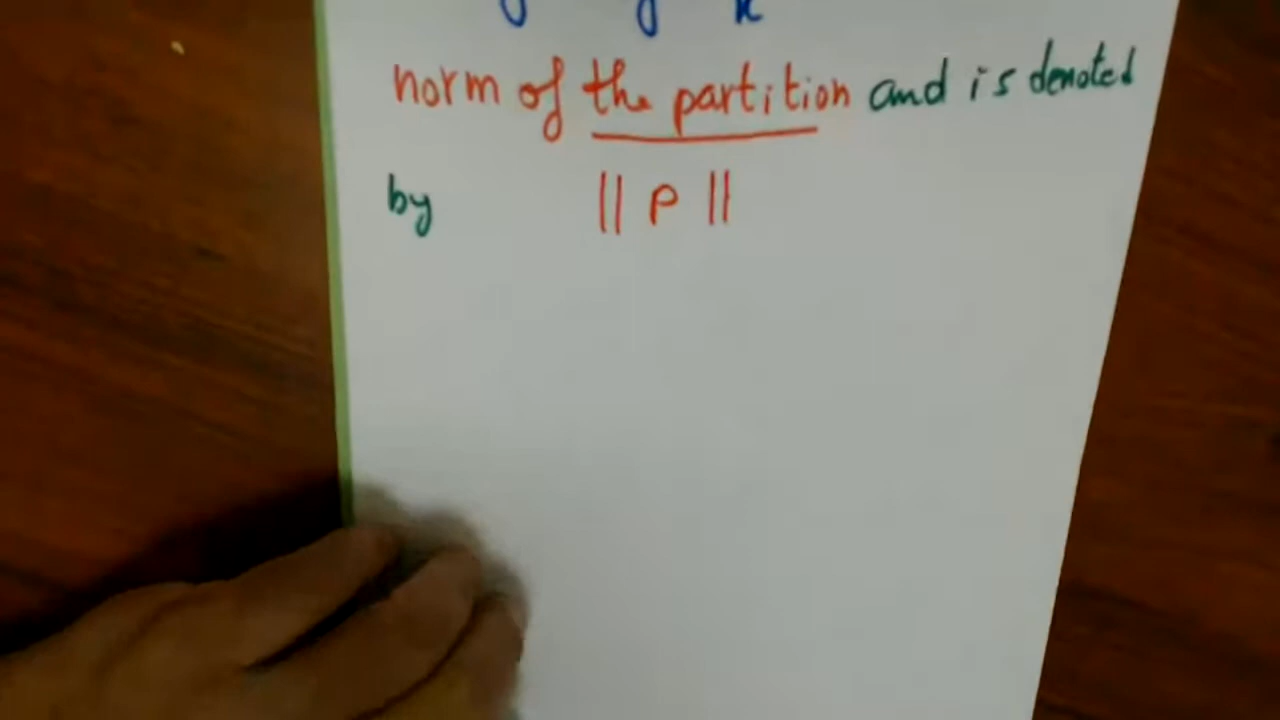 norm of the partition and is denoted
by || P ||